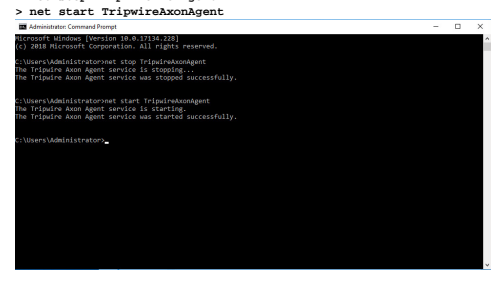 > net start TripwireAxonAgent
Administrator: Command Prompt
Microsoft Windows [Version 10.0.17134.228]
(c) 2018 Microsoft Corporation. All rights reserved.
C:\Users\Administrator>net stop TripwireAxonAgent
The Tripwire Axon Agent service is stopping...
The Tripwire Axon Agent service was stopped successfully.
C:\Users\Administrator>net start TripwireAxonAgent
The Tripwire Axon Agent service is starting.
The Tripwire Axon Agent service was started successfully.
C:\Users\Administrator>